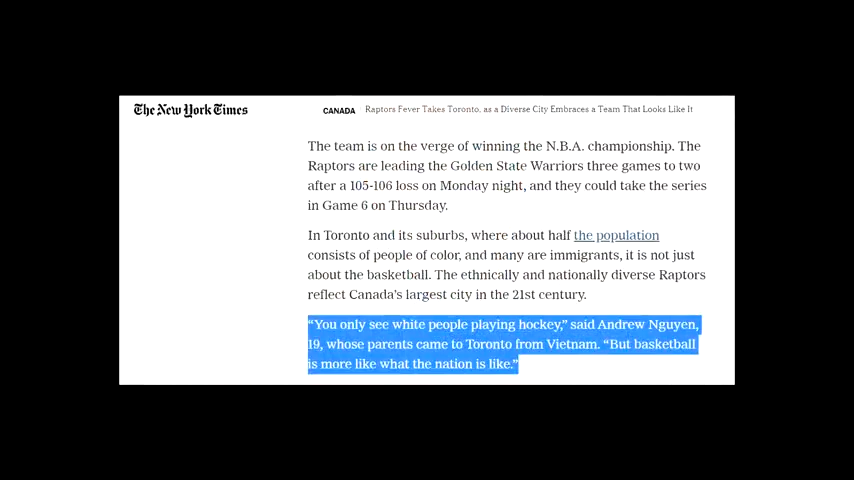 The New York Times
CANADA Raptors Fever Takes Toronto, as a Diverse City Embraces a Team That Looks Like It
The team is on the verge of winning the N.B.A. championship. The
Raptors are leading the Golden State Warriors three games to two
after a 105-106 loss on Monday night, and they could take the series
in Game 6 on Thursday.
In Toronto and its suburbs, where about half the population
consists of people of color, and many are immigrants, it is not just
about the basketball. The ethnically and nationally diverse Raptors
reflect Canada’s largest city in the 21st century.
“You only see white people playing hockey,” said Andrew Nguyen,
19, whose parents came to Toronto from Vietnam. “But basketball
is more like what the nation is like.”